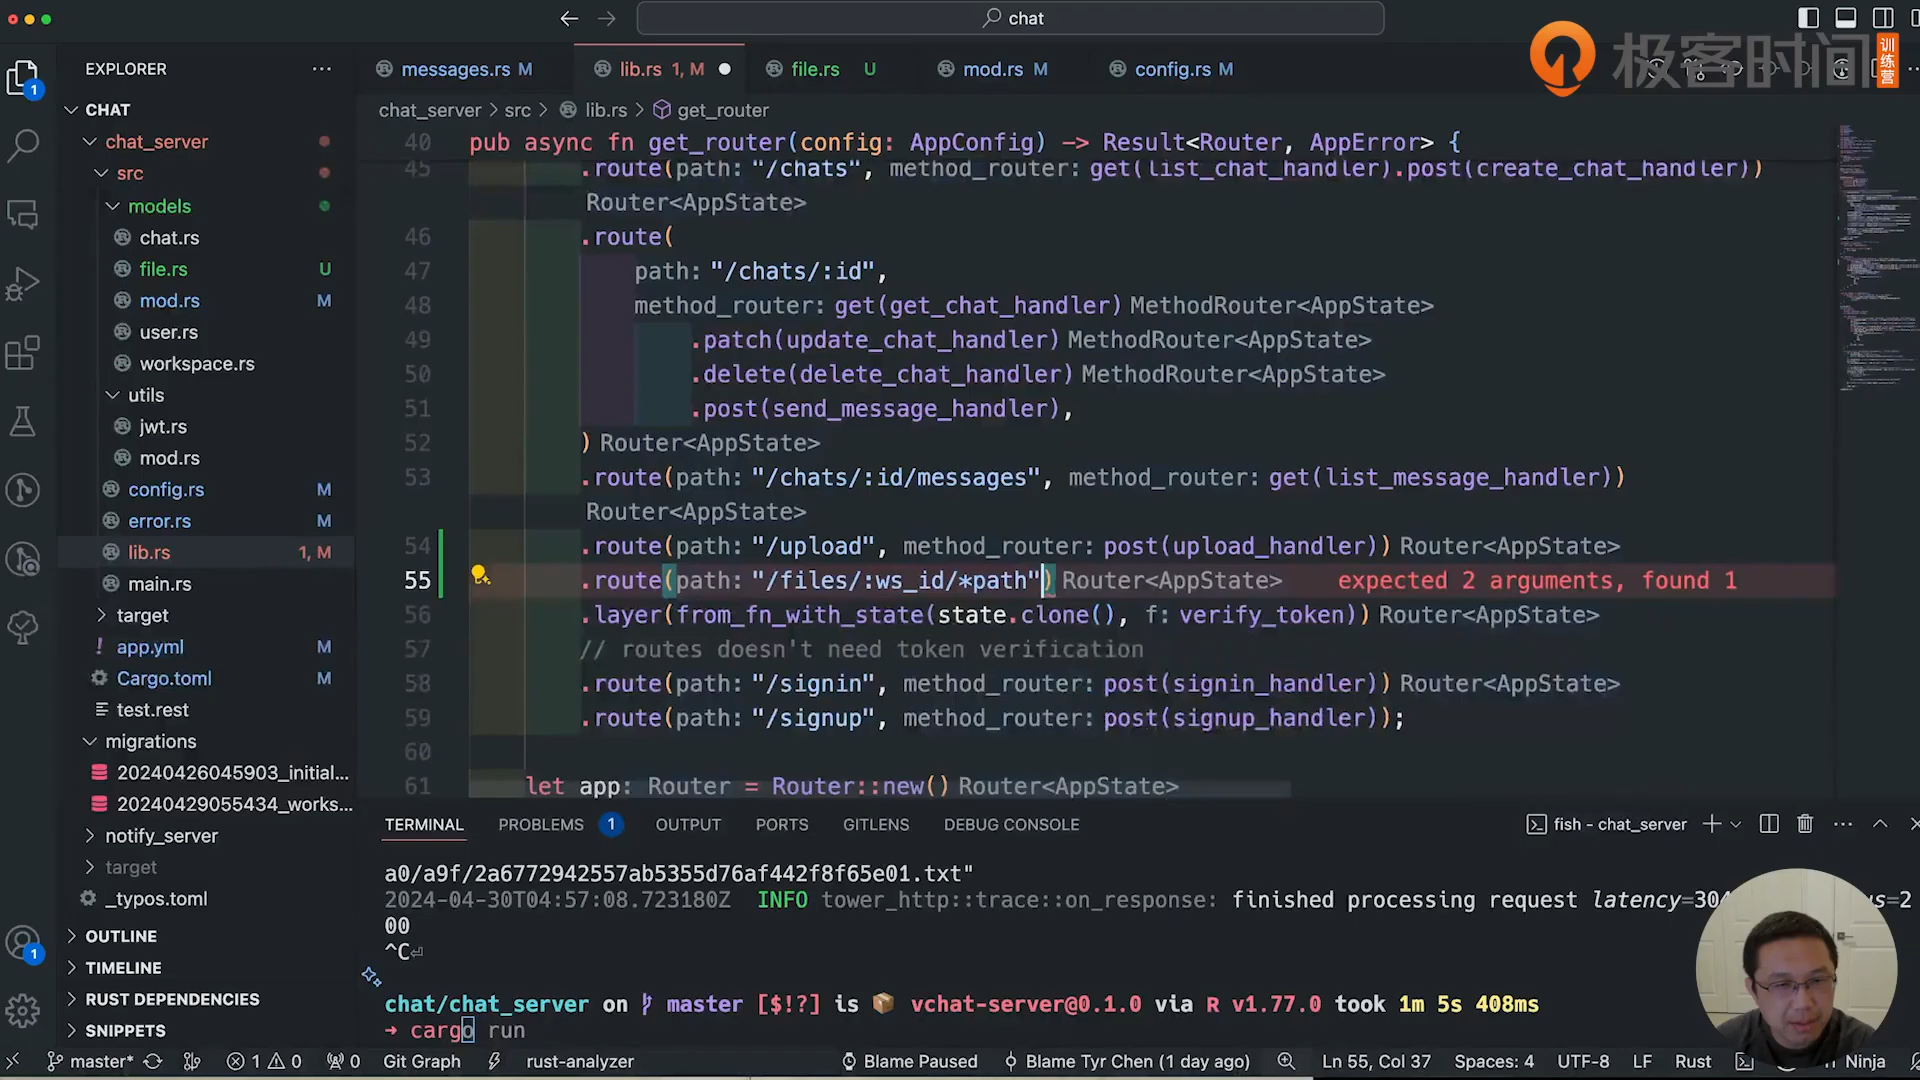 chat
极客时间
训练营
EXPLORER
messages.rs M
lib.rs 1, M
file.rs U
mod.rs M
config.rs M
CHAT
chat_server > src > lib.rs > get_router
chat_server
src
models
chat.rs
file.rs U
mod.rs M
user.rs
workspace.rs
utils
jwt.rs
mod.rs
config.rs M
error.rs M
lib.rs 1, M
main.rs
target
app.yml M
Cargo.toml M
test.rest
migrations
20240426045903_initial...
20240429055434_works...
notify_server
target
_typos.toml
OUTLINE
TIMELINE
RUST DEPENDENCIES
SNIPPETS
40 pub async fn get_router(config: AppConfig) -> Result<Router, AppError> {
45 .route(path: "/chats", method_router: get(list_chat_handler).post(create_chat_handler))
Router<AppState>
46 .route(
47 path: "/chats/:id",
48 method_router: get(get_chat_handler) MethodRouter<AppState>
49 .patch(update_chat_handler) MethodRouter<AppState>
50 .delete(delete_chat_handler) MethodRouter<AppState>
51 .post(send_message_handler),
52 ) Router<AppState>
53 .route(path: "/chats/:id/messages", method_router: get(list_message_handler))
Router<AppState>
54 .route(path: "/upload", method_router: post(upload_handler)) Router<AppState>
55 .route(path: "/files/:ws_id/*path") Router<AppState> expected 2 arguments, found 1
56 .layer(from_fn_with_state(state.clone(), f: verify_token)) Router<AppState>
57 // routes doesn't need token verification
58 .route(path: "/signin", method_router: post(signin_handler)) Router<AppState>
59 .route(path: "/signup", method_router: post(signup_handler));
60
61 let app: Router = Router::new() Router<AppState>
TERMINAL PROBLEMS 1 OUTPUT PORTS GITLENS DEBUG CONSOLE
fish - chat_server
a0/a9f/2a6772942557ab5355d76af442f8f65e01.txt"
2024-04-30T04:57:08.723180Z INFO tower_http::trace::on_response: finished processing request
00
^C⏎
chat/chat_server on master [$!?] is 📦 vchat-server@0.1.0 via R v1.77.0 took 1m 5s 408ms
→ cargo run
master* 1 0 0 Git Graph rust-analyzer Blame Paused Blame Tyr Chen (1 day ago) Ln 55, Col 37 Spaces: 4 UTF-8 LF Rust Ninja